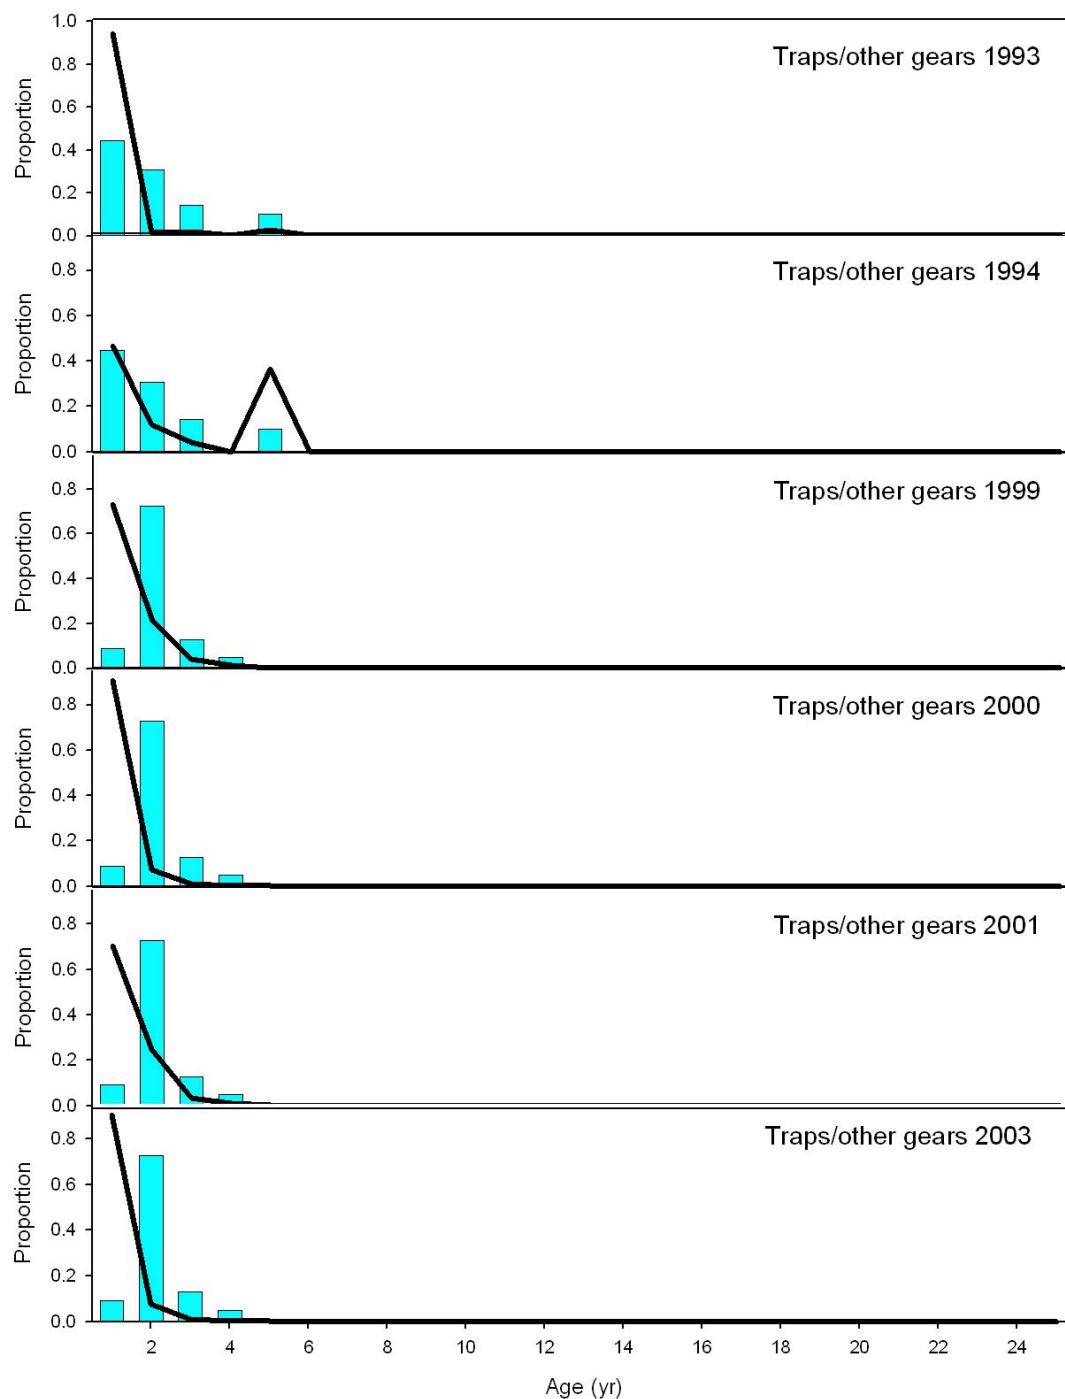 1.0
Traps/other gears 1993
0.8
0.6
Proportion
0.4
0.2
0.0
Traps/other gears 1994
0.8
0.6
Proportion
0.4
0.2
0.0
Traps/other gears 1999
0.8
0.6
Proportion
0.4
0.2
0.0
Traps/other gears 2000
0.8
0.6
Proportion
0.4
0.2
0.0
Traps/other gears 2001
0.8
0.6
Proportion
0.4
0.2
0.0
Traps/other gears 2003
0.8
0.6
Proportion
0.4
0.2
0.0
2 4 6 8 10 12 14 16 18 20 22 24
Age (yr)